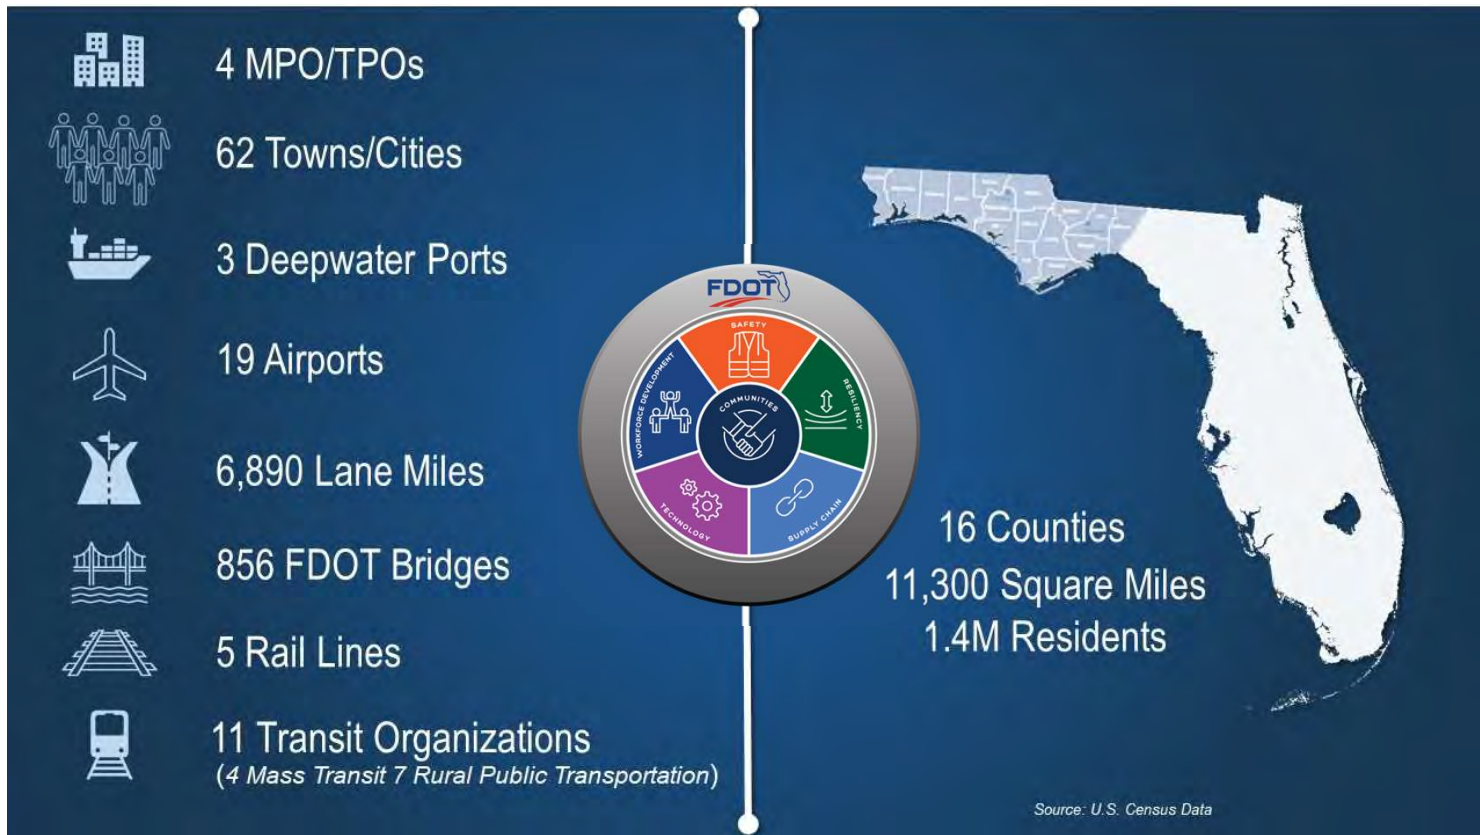 4 MPO/TPOs
62 Towns/Cities
3 Deepwater Ports
19 Airports
6,890 Lane Miles
856 FDOT Bridges
5 Rail Lines
11 Transit Organizations
(4 Mass Transit 7 Rural Public Transportation)
FDOT
SAFETY
RESILIENCY
SUPPLY CHAIN
TECHNOLOGY
WORKFORCE DEVELOPMENT
COMMUNITIES
16 Counties
11,300 Square Miles
1.4M Residents
Source: U.S. Census Data